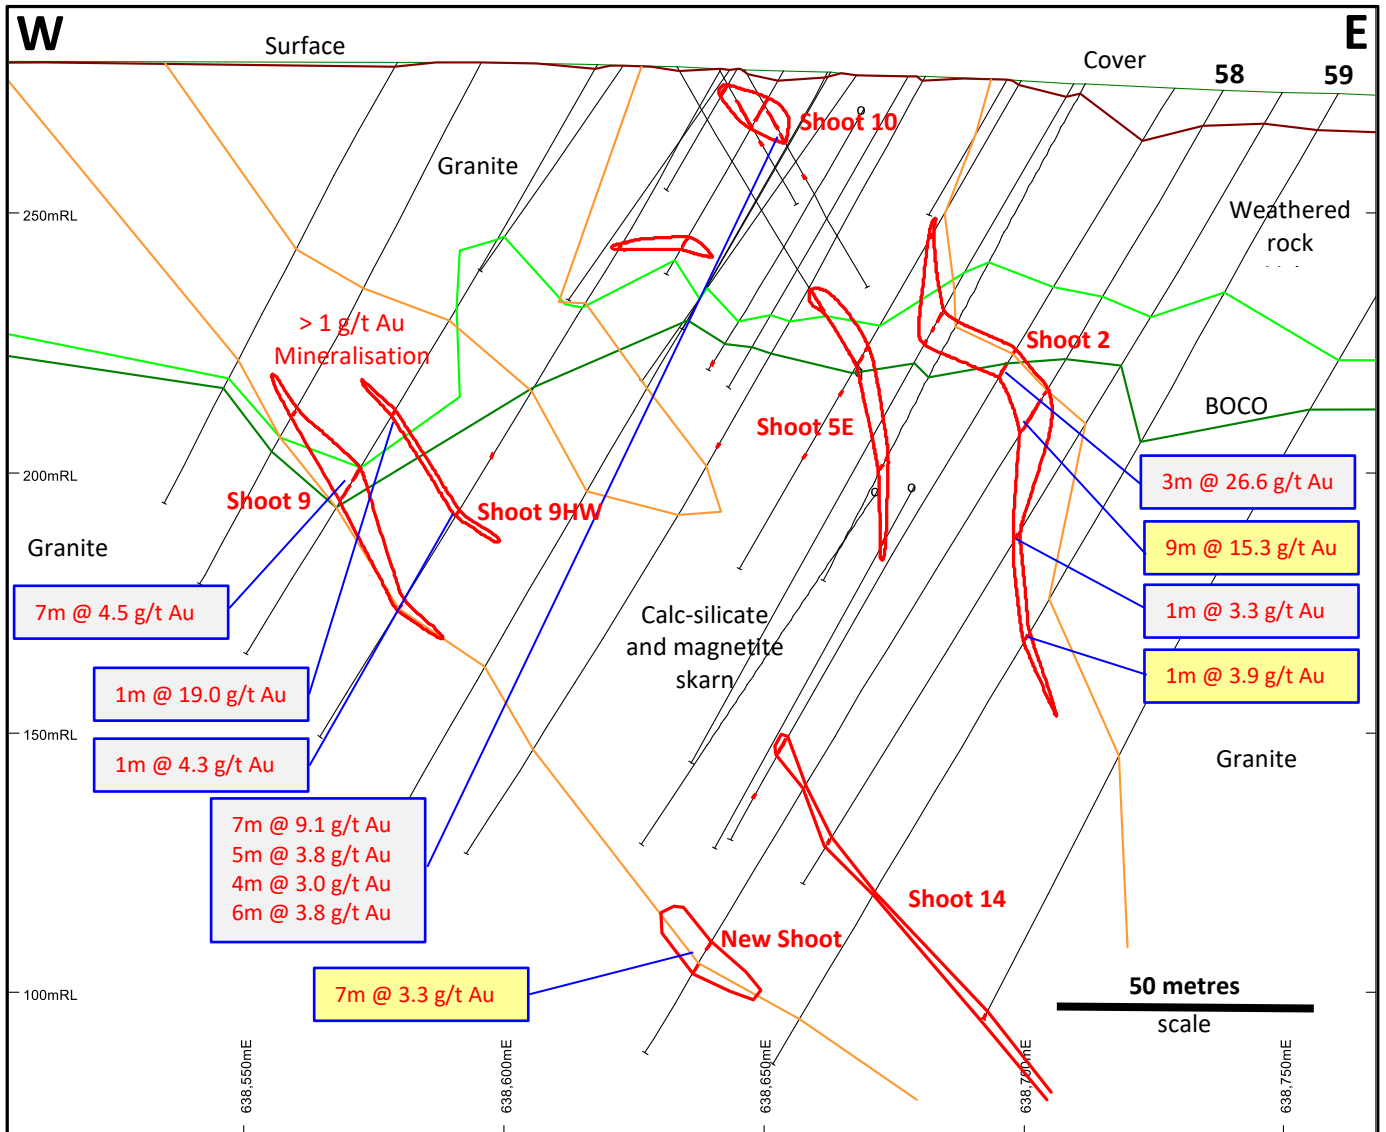 W
E
Surface
Cover
58
59
Shoot 10
Granite
250mRL
Weathered
rock
> 1 g/t Au
Mineralisation
Shoot 2
BOCO
Shoot 5E
200mRL
3m @ 26.6 g/t Au
Shoot 9
Shoot 9HW
Granite
9m @ 15.3 g/t Au
7m @ 4.5 g/t Au
1m @ 3.3 g/t Au
Calc-silicate
and magnetite
skarn
1m @ 3.9 g/t Au
1m @ 19.0 g/t Au
150mRL
1m @ 4.3 g/t Au
Granite
7m @ 9.1 g/t Au
5m @ 3.8 g/t Au
4m @ 3.0 g/t Au
6m @ 3.8 g/t Au
Shoot 14
New Shoot
100mRL
7m @ 3.3 g/t Au
50 metres
scale
638,550mE
638,600mE
638,650mE
638,700mE
638,750mE